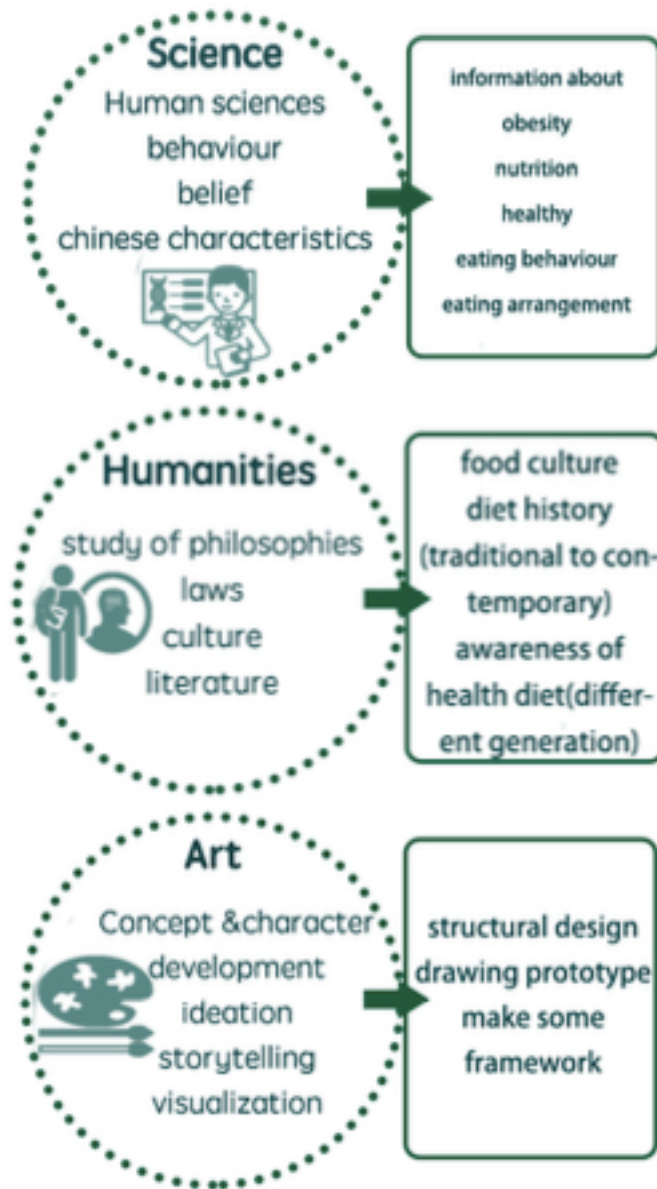 Science
Human sciences
behaviour
belief
chinese characteristics
information about
obesity
nutrition
healthy
eating behaviour
eating arrangement
Humanities
study of philosophies
laws
culture
literature
food culture
diet history
(traditional to con-
temporary)
awareness of
health diet(differ-
ent generation)
Art
Concept &character
development
ideation
storytelling
visualization
structural design
drawing prototype
make some
framework